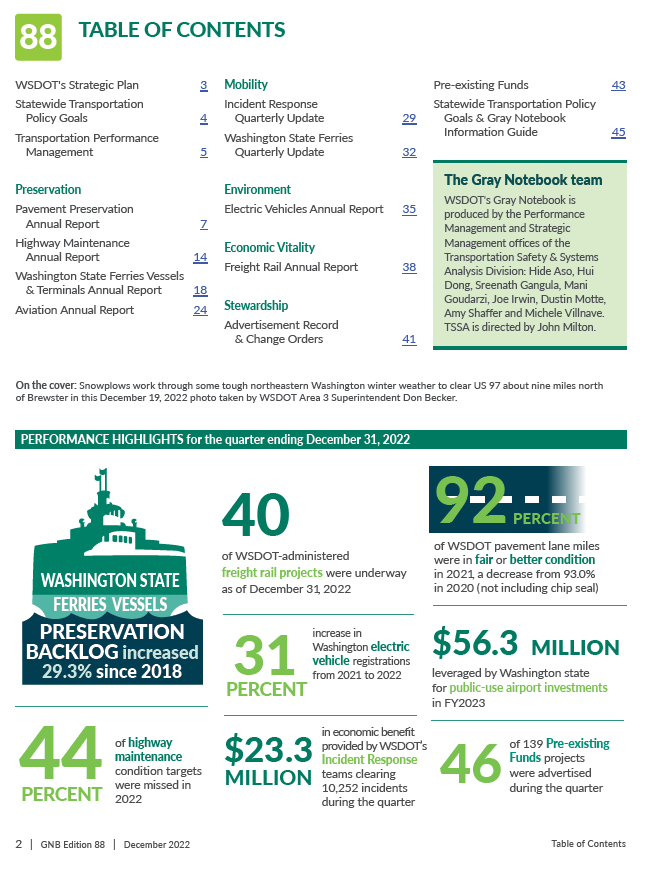 88
TABLE OF CONTENTS
WSDOT's Strategic Plan 3
Statewide Transportation
Policy Goals 4
Transportation Performance
Management 5
Preservation
Pavement Preservation
Annual Report 7
Highway Maintenance
Annual Report 14
Washington State Ferries Vessels
& Terminals Annual Report 18
Aviation Annual Report 24
Mobility
Incident Response
Quarterly Update 29
Washington State Ferries
Quarterly Update 32
Environment
Electric Vehicles Annual Report 35
Economic Vitality
Freight Rail Annual Report 38
Stewardship
Advertisement Record
& Change Orders 41
Pre-existing Funds 43
Statewide Transportation Policy
Goals & Gray Notebook
Information Guide 45
The Gray Notebook team
WSDOT's Gray Notebook is
produced by the Performance
Management and Strategic
Management offices of the
Transportation Safety & Systems
Analysis Division: Hide Aso, Hui
Dong, Sreenath Gangula, Mani
Goudarzi, Joe Irwin, Dustin Motte,
Amy Shaffer and Michele Villnave.
TSSA is directed by John Milton.
On the cover: Snowplows work through some tough northeastern Washington winter weather to clear US 97 about nine miles north
of Brewster in this December 19, 2022 photo taken by WSDOT Area 3 Superintendent Don Becker.
PERFORMANCE HIGHLIGHTS for the quarter ending December 31, 2022
WASHINGTON STATE
FERRIES VESSELS
PRESERVATION
BACKLOG increased
29.3% since 2018
44
PERCENT
of highway
maintenance
condition targets
were missed in
2022
40
of WSDOT-administered
freight rail projects were underway
as of December 31, 2022
31
PERCENT
increase in
Washington electric
vehicle registrations
from 2021 to 2022
$23.3
MILLION
in economic benefit
provided by WSDOT's
Incident Response
teams clearing
10,252 incidents
during the quarter
92 PERCENT
of WSDOT pavement lane miles
were in fair or better condition
in 2021, a decrease from 93.0%
in 2020 (not including chip seal)
$56.3 MILLION
leveraged by Washington state
for public-use airport investments
in FY2023
46
of 139 Pre-existing
Funds projects
were advertised
during the quarter
2 | GNB Edition 88 | December 2022
Table of Contents